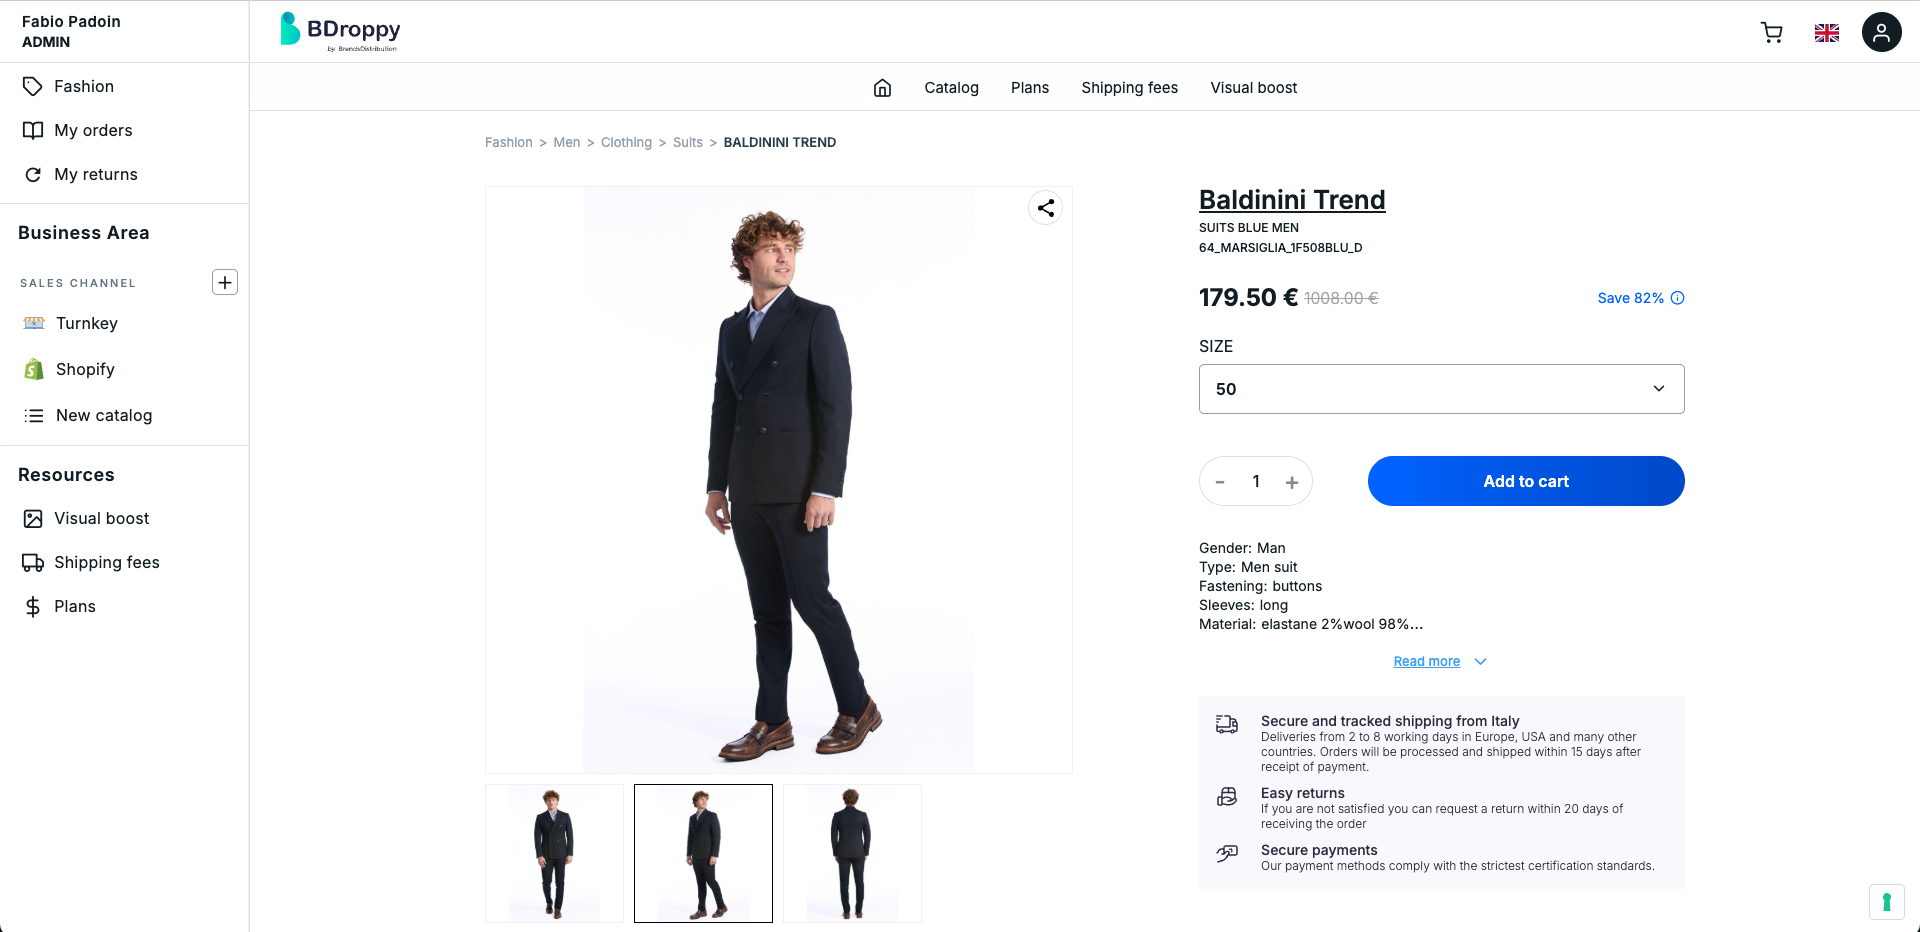 Fabio Padoin
ADMIN
Fashion
My orders
My returns
Business Area
SALES CHANNEL
Turnkey
Shopify
New catalog
Resources
Visual boost
Shipping fees
Plans
BDroppy
by BrandsDistribution
Catalog
Plans
Shipping fees
Visual boost
Fashion > Men > Clothing > Suits > BALDININI TREND
Baldinini Trend
SUITS BLUE MEN
64_MARSIGLIA_1F508BLU_D
179.50 € 1008.00 €
Save 82%
SIZE
50
- 1 +
Add to cart
Gender: Man
Type: Men suit
Fastening: buttons
Sleeves: long
Material: elastane 2%wool 98%...
Read more
Secure and tracked shipping from Italy
Deliveries from 2 to 8 working days in Europe, USA and many other
countries. Orders will be processed and shipped within 15 days after
receipt of payment.
Easy returns
If you are not satisfied you can request a return within 20 days of
receiving the order
Secure payments
Our payment methods comply with the strictest certification standards.